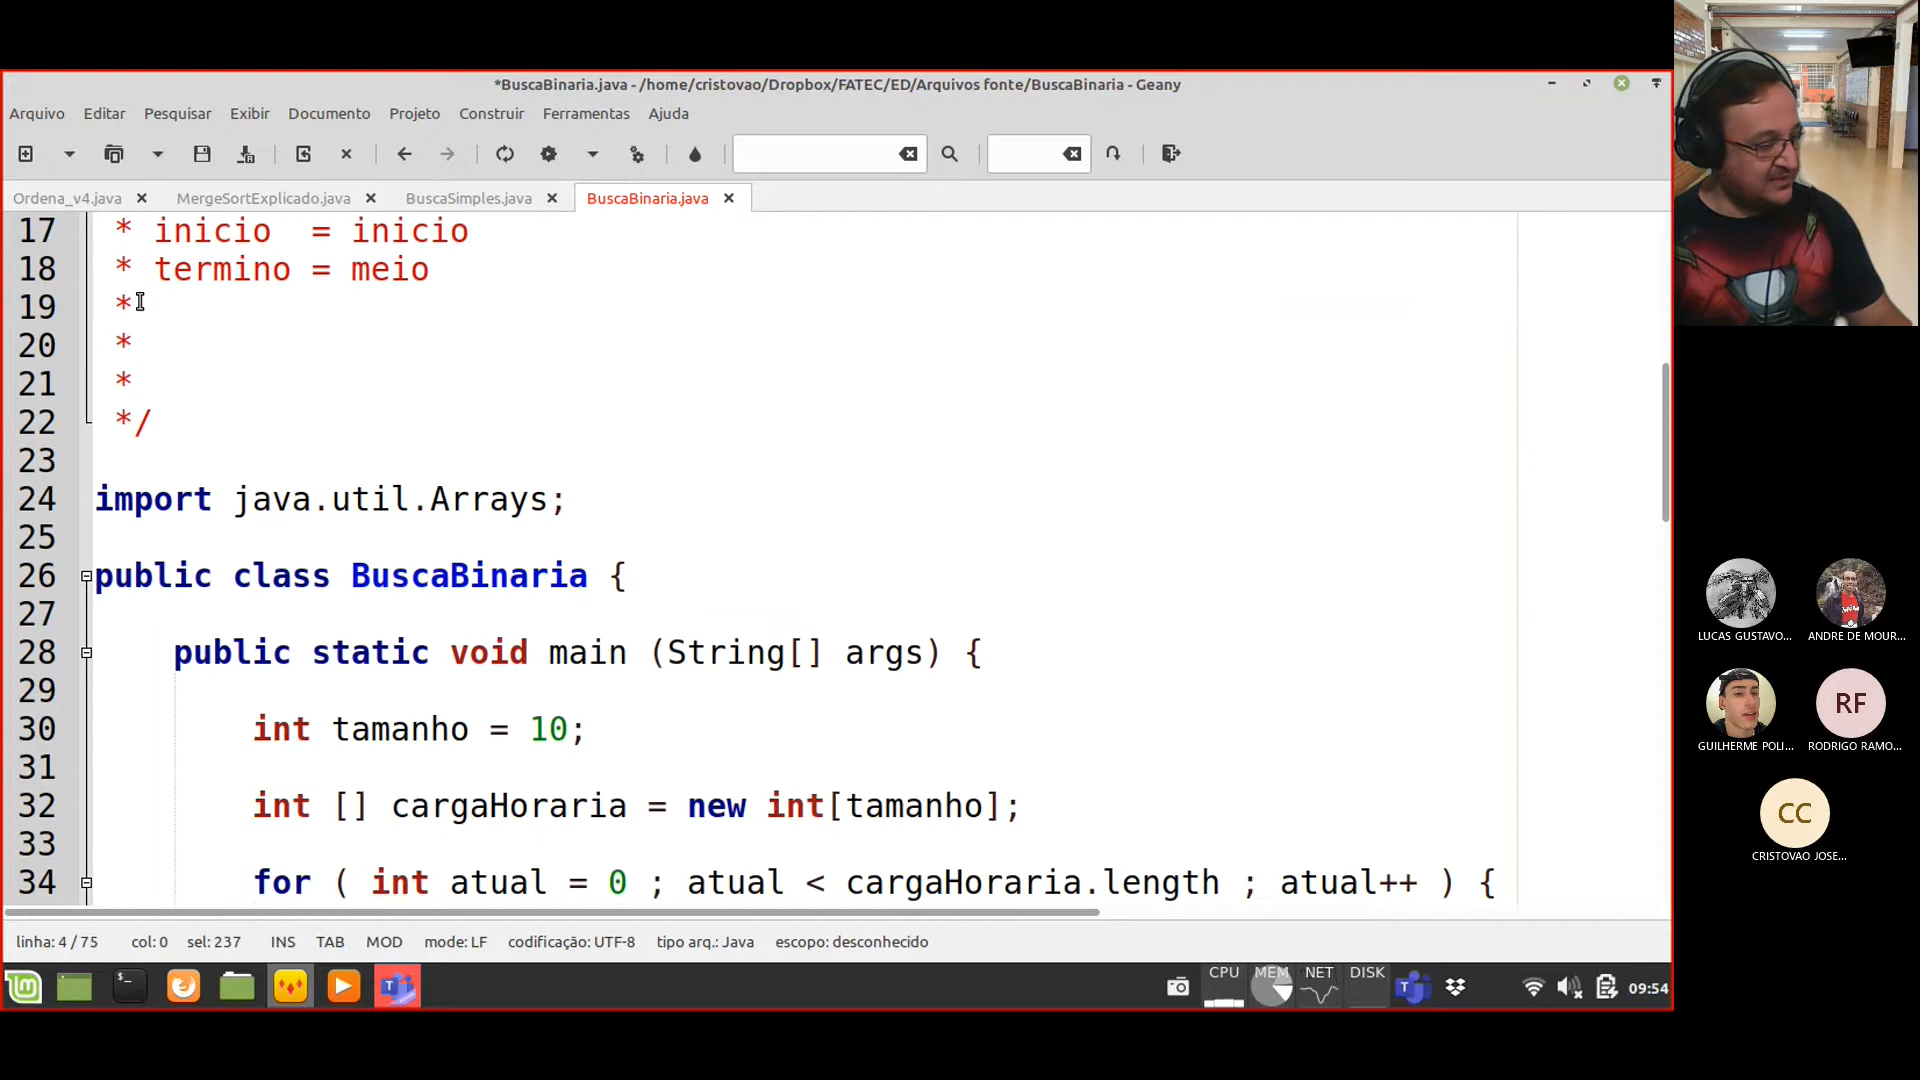 *BuscaBinaria.java - /home/cristovao/Dropbox/FATEC/ED/Arquivos fonte/BuscaBinaria - Geany
Arquivo Editar Pesquisar Exibir Documento Projeto Construir Ferramentas Ajuda
Ordena_v4.java MergeSortExplicado.java BuscaSimples.java BuscaBinaria.java
17 * inicio  = inicio
18 * termino = meio
19 *
20 *
21 *
22 */
23
24 import java.util.Arrays;
25
26 public class BuscaBinaria {
27
28 public static void main (String[] args) {
29
30 int tamanho = 10;
31
32 int [] cargaHoraria = new int[tamanho];
33
34 for ( int atual = 0 ; atual < cargaHoraria.length ; atual++ ) {
linha: 4 / 75 col: 0 sel: 237 INS TAB MOD mode: LF codificação: UTF-8 tipo arq.: Java escopo: desconhecido
CPU MEM NET DISK
09:54
LUCAS GUSTAVO... ANDRE DE MOUR...
RF
GUILHERME POLI... RODRIGO RAMO...
CC
CRISTOVAO JOSE...